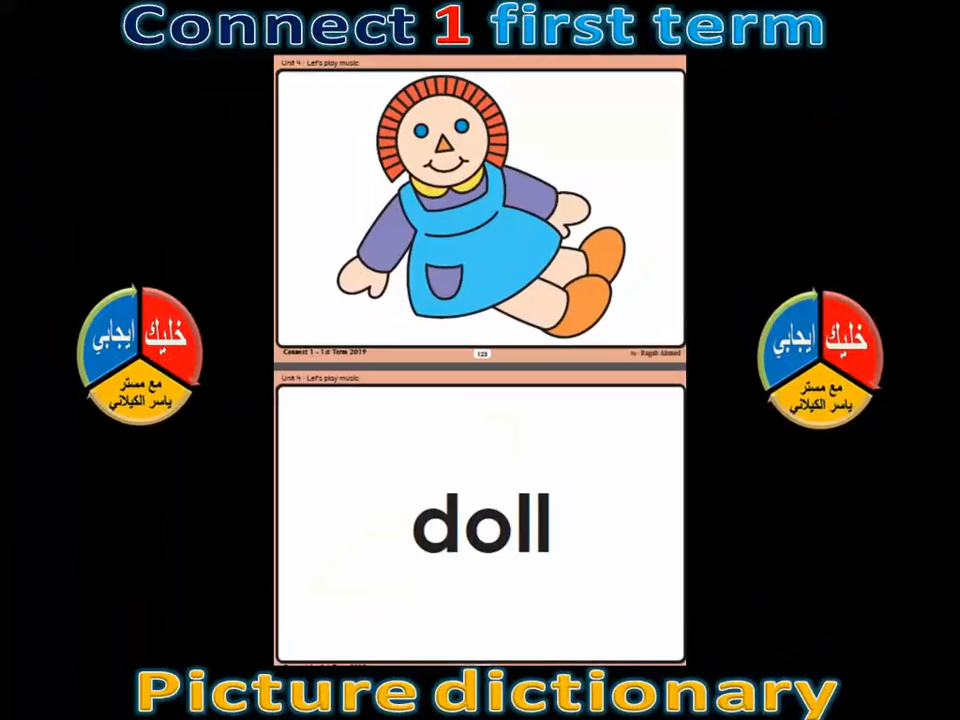 Connect 1 first term
Unit 4 : Let's play music
Connect 1 - 1st Term 2019
123
By : Ragab Ahmed
Unit 4 : Let's play music
doll
خليك
ايجابي
مع مستر
ياسر الكيلاني
خليك
ايجابي
مع مستر
ياسر الكيلاني
Picture dictionary